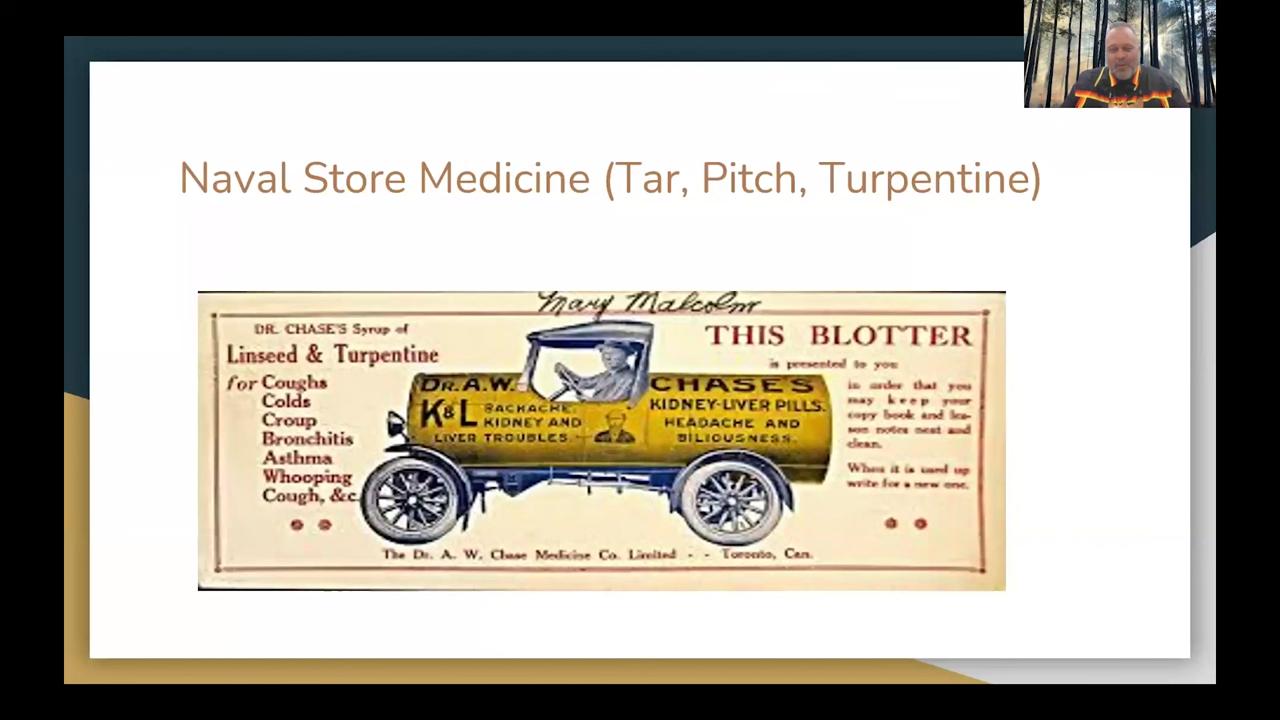 Naval Store Medicine (Tar, Pitch, Turpentine)
Mary Malcolm
DR. CHASE'S Syrup of
Linseed & Turpentine
for Coughs
Colds
Croup
Bronchitis
Asthma
Whooping
Cough, &c.
DR. A.W. CHASE'S
K&L BACKACHE,
KIDNEY AND
LIVER TROUBLES.
KIDNEY-LIVER PILLS.
HEADACHE AND
BILIOUSNESS.
THIS BLOTTER
is presented to you
in order that you
may keep your
copy book and les-
son notes neat and
clean.
When it is used up
write for a new one.
The Dr. A. W. Chase Medicine Co. Limited - - Toronto, Can.